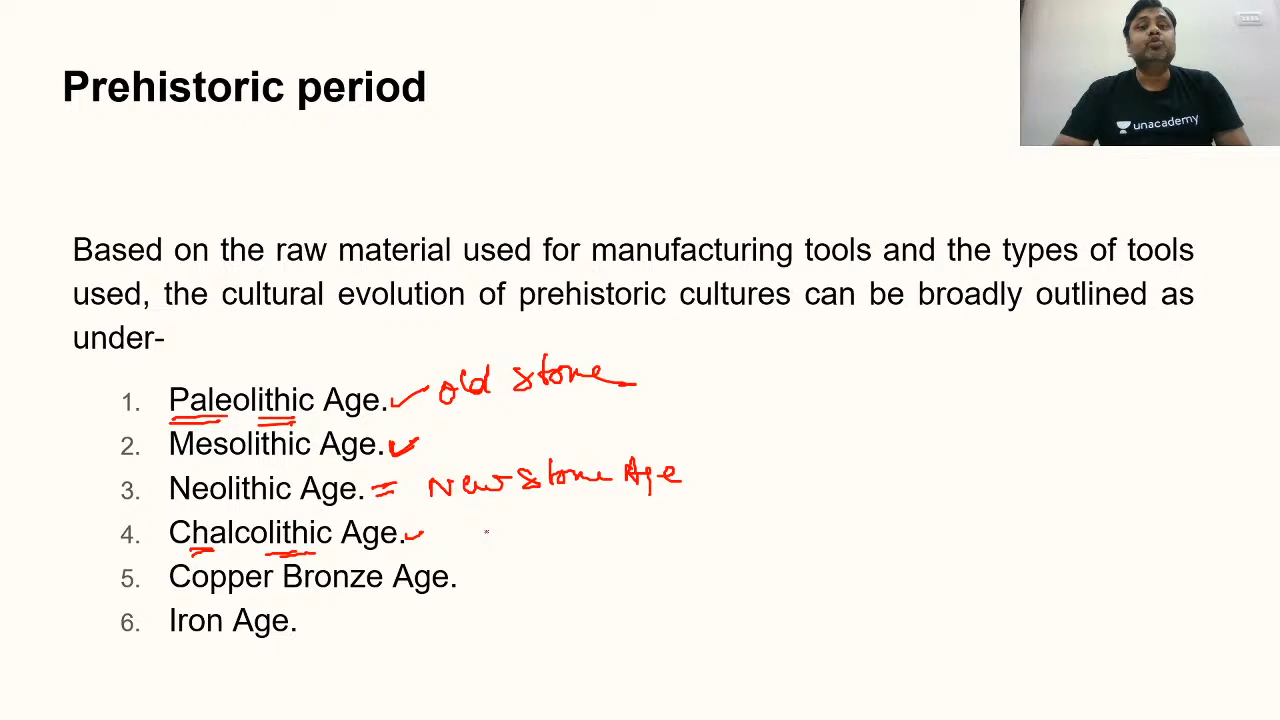 Prehistoric period
unacademy
Based on the raw material used for manufacturing tools and the types of tools
used, the cultural evolution of prehistoric cultures can be broadly outlined as
under-
1. Paleolithic Age. old stone
2. Mesolithic Age.
3. Neolithic Age. = New stone Age
4. Chalcolithic Age.
5. Copper Bronze Age.
6. Iron Age.